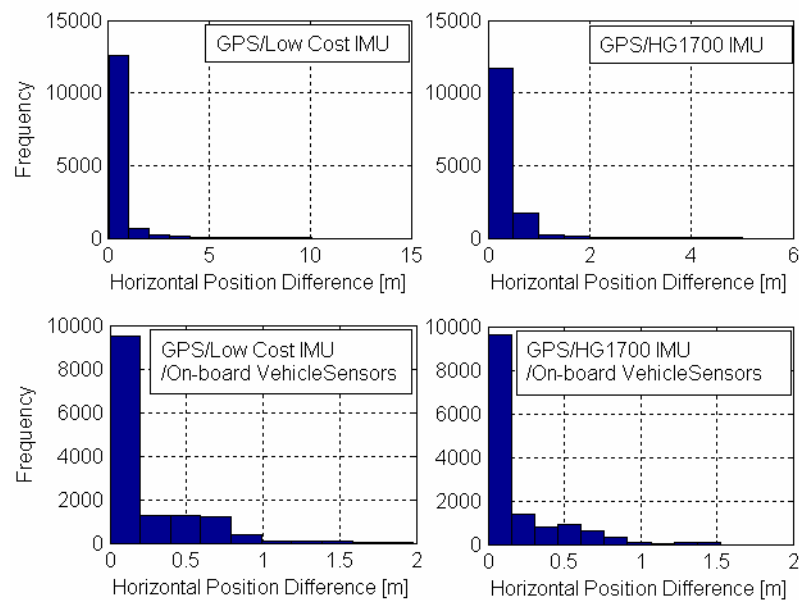 GPS/Low Cost IMU
15000
10000
5000
0
Frequency
0 5 10 15
Horizontal Position Difference [m]
GPS/HG1700 IMU
15000
10000
5000
0
0 2 4 6
Horizontal Position Difference [m]
GPS/Low Cost IMU
/On-board VehicleSensors
10000
8000
6000
4000
2000
0
Frequency
0 0.5 1 1.5 2
Horizontal Position Difference [m]
GPS/HG1700 IMU
/On-board VehicleSensors
10000
8000
6000
4000
2000
0
0 0.5 1 1.5 2
Horizontal Position Difference [m]